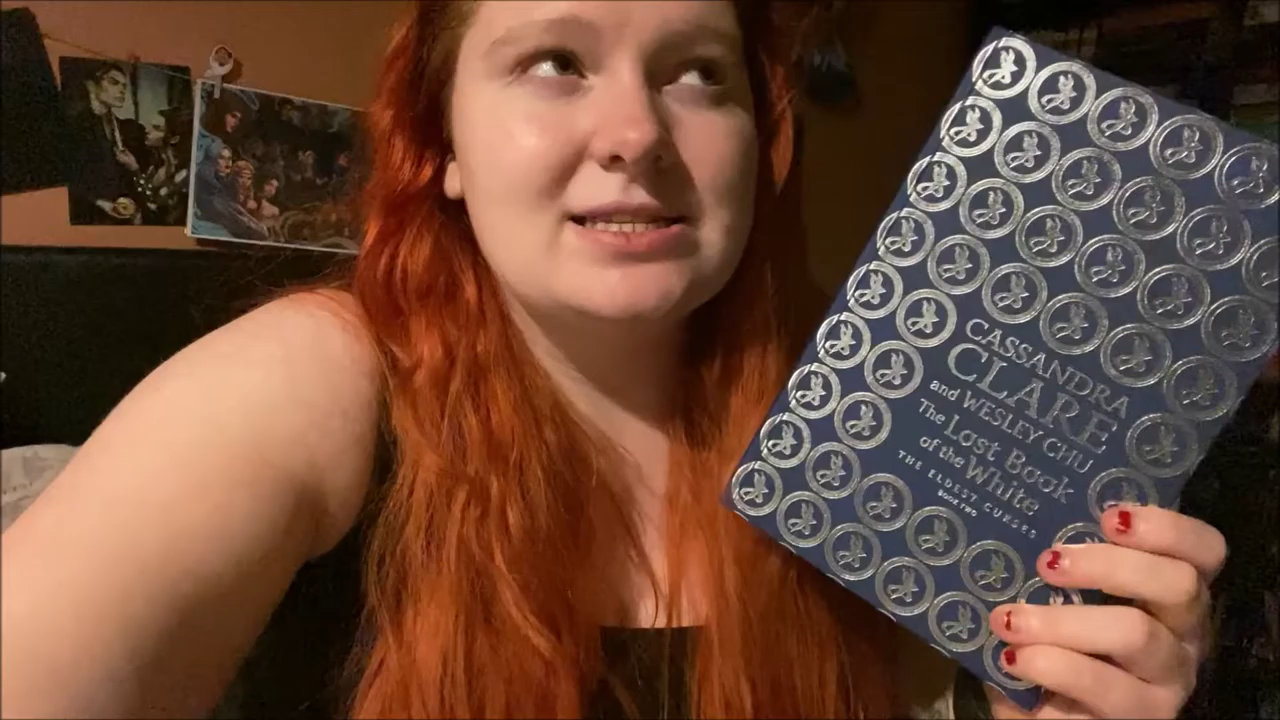 CASSANDRA
CLARE
and WESLEY CHU
The Lost Book
of the White
THE ELDEST CURSES
BOOK TWO